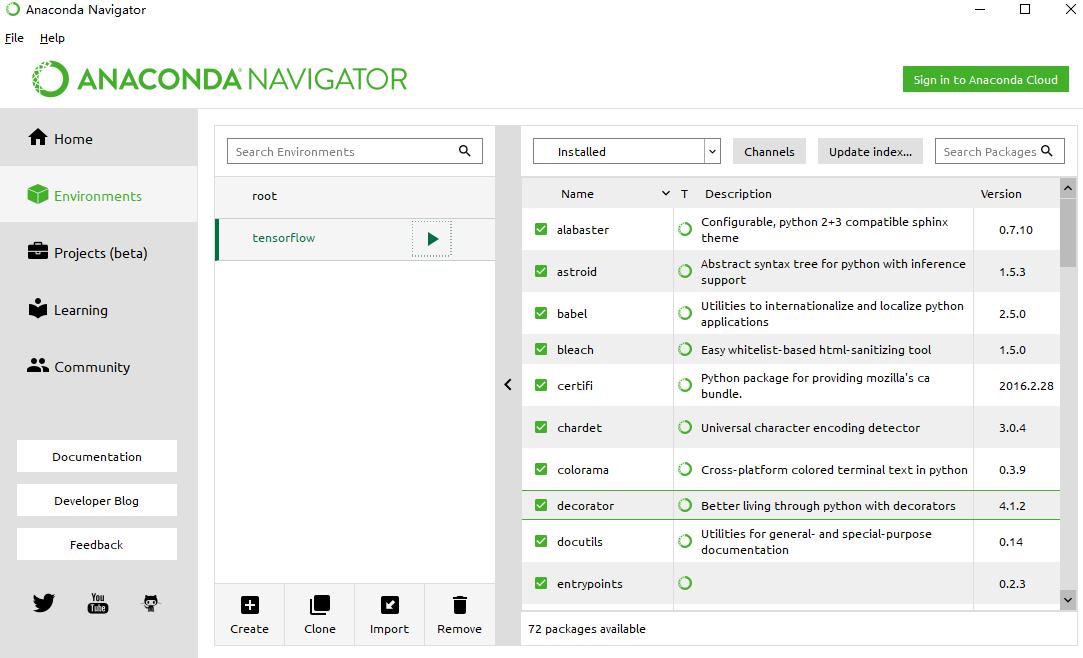 Anaconda Navigator
File Help
ANACONDA NAVIGATOR
Sign in to Anaconda Cloud
Home
Environments
Projects (beta)
Learning
Community
Documentation
Developer Blog
Feedback
You Tube
Search Environments
root
tensorflow
Create Clone Import Remove
Installed Channels Update index... Search Packages
Name T Description Version
alabaster Configurable, python 2+3 compatible sphinx
theme 0.7.10
astroid Abstract syntax tree for python with inference
support 1.5.3
babel Utilities to internationalize and localize python
applications 2.5.0
bleach Easy whitelist-based html-sanitizing tool 1.5.0
certifi Python package for providing mozilla's ca
bundle. 2016.2.28
chardet Universal character encoding detector 3.0.4
colorama Cross-platform colored terminal text in python 0.3.9
decorator Better living through python with decorators 4.1.2
docutils Utilities for general- and special-purpose
documentation 0.14
entrypoints 0.2.3
72 packages available